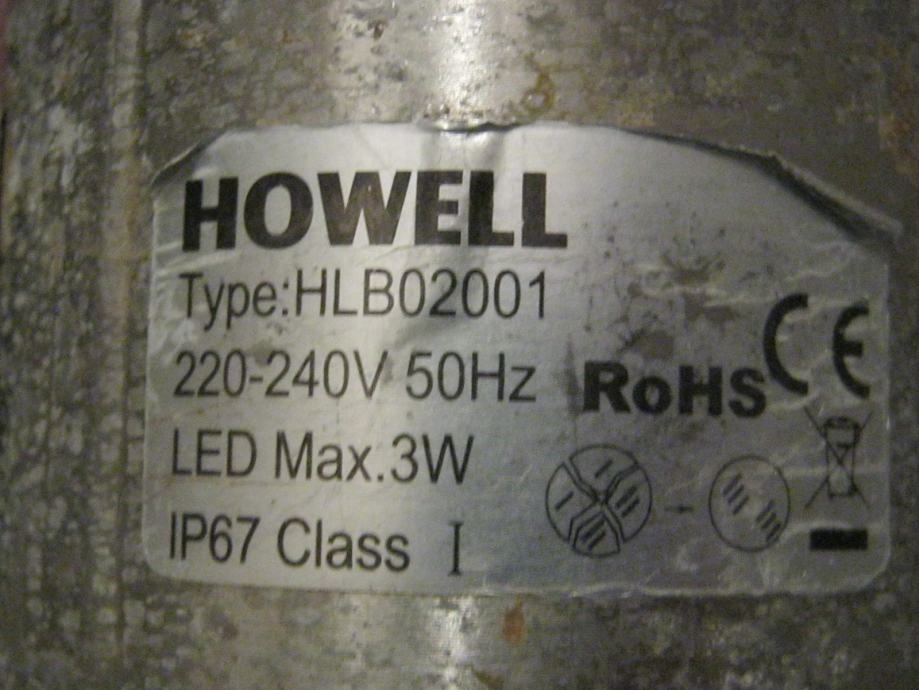 HOWELL
Type:HLB02001
220-240V 50Hz
RoHS CE
LED Max.3W
IP67 Class I